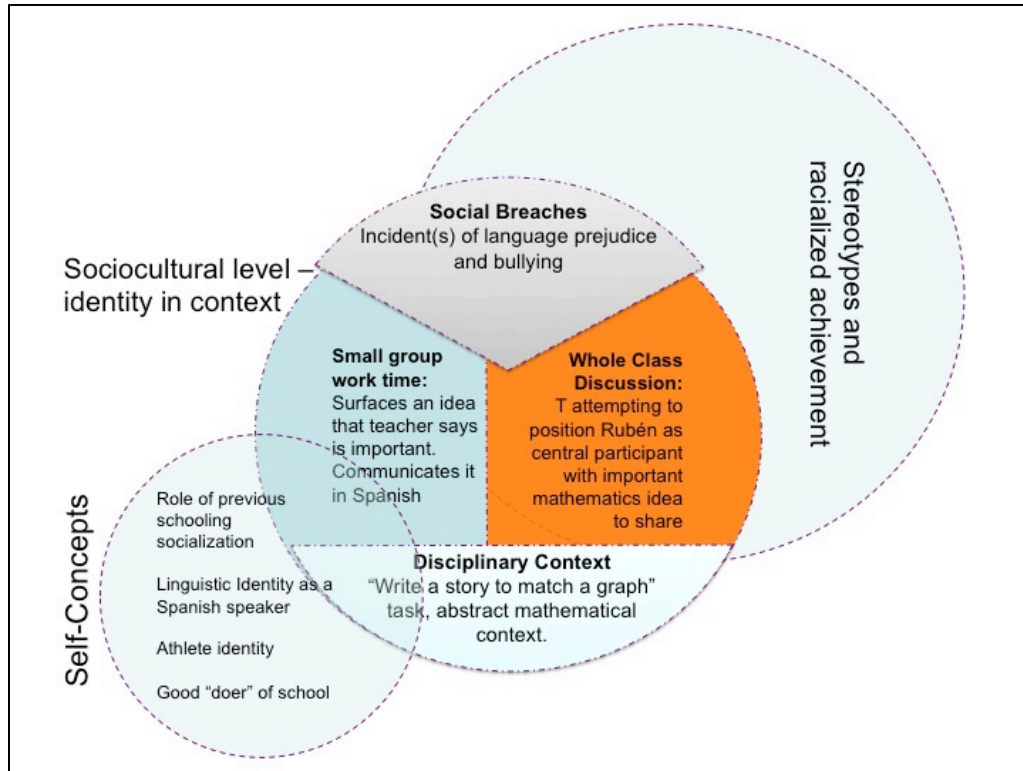 Social Breaches
Incident(s) of language prejudice
and bullying
Stereotypes and
racialized achievement
Sociocultural level –
identity in context
Small group
work time:
Surfaces an idea
that teacher says
is important.
Communicates it
in Spanish
Whole Class
Discussion:
T attempting to
position Rubén as
central participant
with important
mathematics idea
to share
Self-Concepts
Role of previous
schooling
socialization
Linguistic Identity as a
Spanish speaker
Athlete identity
Good “doer” of school
Disciplinary Context
“Write a story to match a graph”
task, abstract mathematical
context.